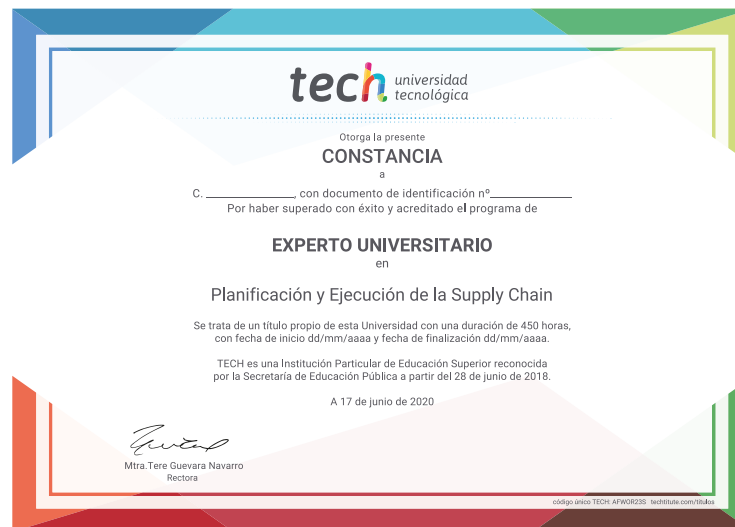 tech universidad
tecnológica
Otorga la presente
CONSTANCIA
a
C. ______________, con documento de identificación nº_____________
Por haber superado con éxito y acreditado el programa de
EXPERTO UNIVERSITARIO
en
Planificación y Ejecución de la Supply Chain
Se trata de un título propio de esta Universidad con una duración de 450 horas,
con fecha de inicio dd/mm/aaaa y fecha de finalización dd/mm/aaaa.
TECH es una Institución Particular de Educación Superior reconocida
por la Secretaría de Educación Pública a partir del 28 de junio de 2018.
A 17 de junio de 2020
Mtra.Tere Guevara Navarro
Rectora
código único TECH: AFWOR23S techtitute.com/titulos